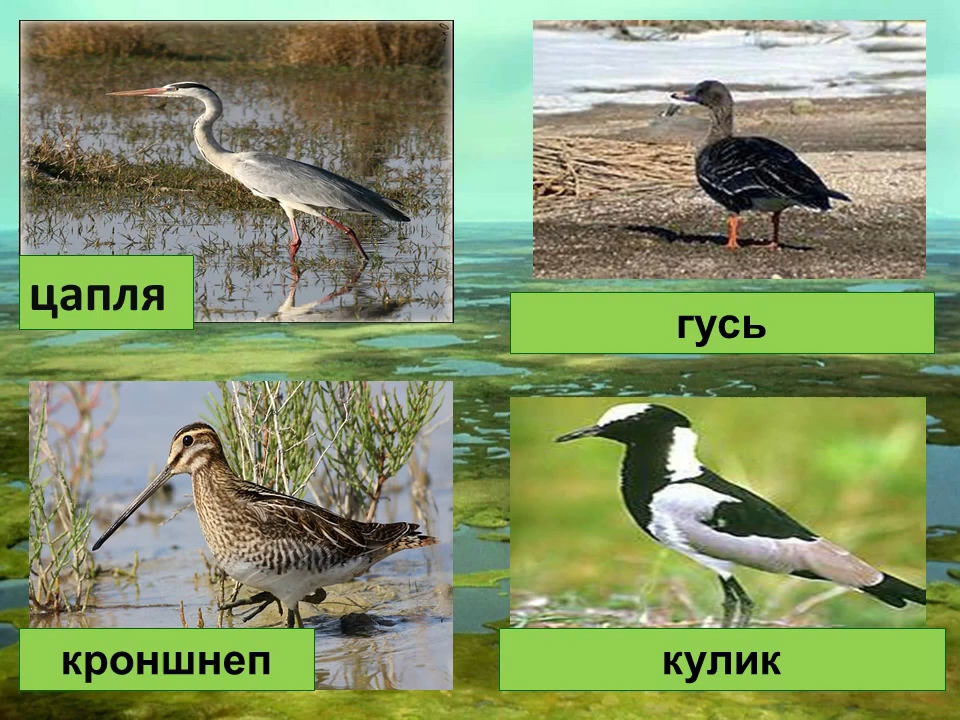 цапля
гусь
кроншнеп
кулик